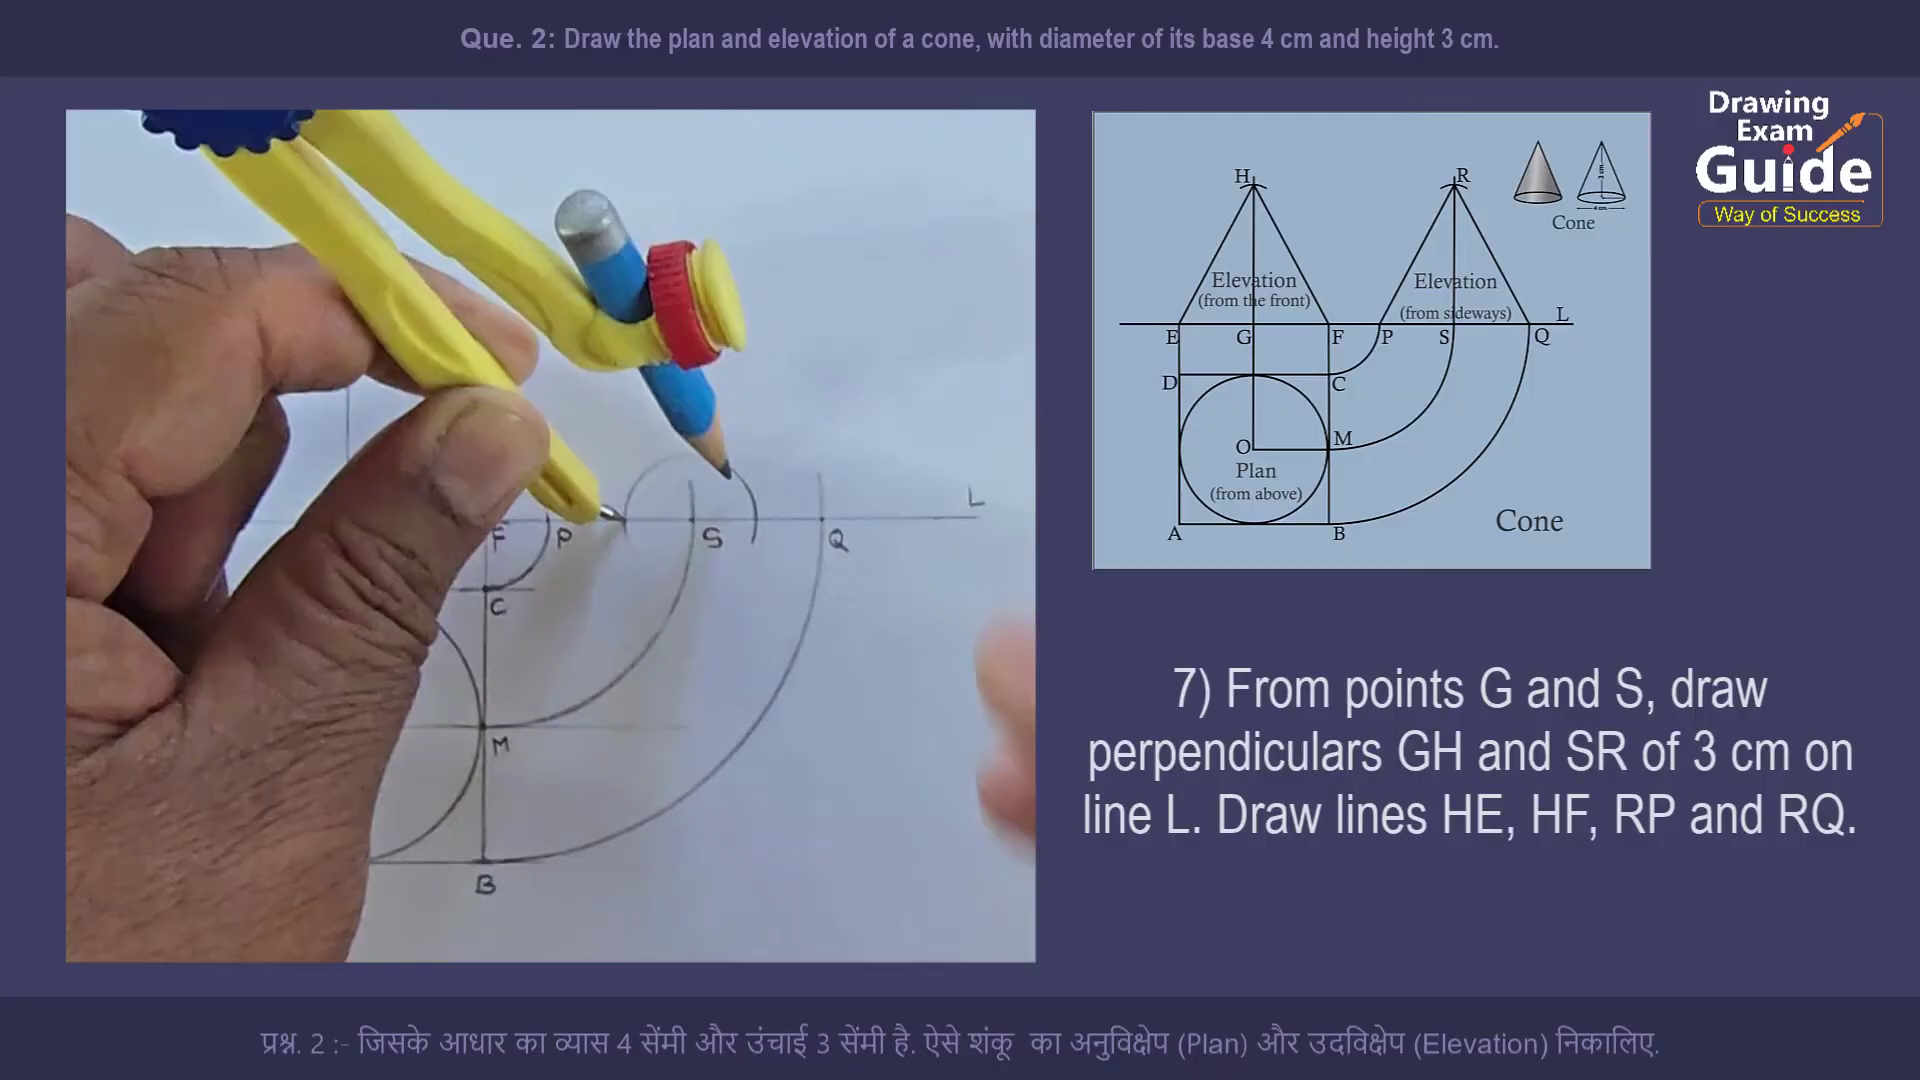 Que. 2: Draw the plan and elevation of a cone, with diameter of its base 4 cm and height 3 cm.
Drawing
Exam
Guide
Way of Success
H
R
Cone
Elevation
(from the front)
Elevation
(from sideways)
L
E
G
F
P
S
Q
D
C
O
M
Plan
(from above)
Cone
A
B
L
F
P
S
Q
C
M
B
7) From points G and S, draw
perpendiculars GH and SR of 3 cm on
line L. Draw lines HE, HF, RP and RQ.
प्रश्न. 2 :- जिसके आधार का व्यास 4 सेंमी और उंचाई 3 सेंमी है. ऐसे शंकू का अनुविक्षेप (Plan) और उदविक्षेप (Elevation) निकालिए.